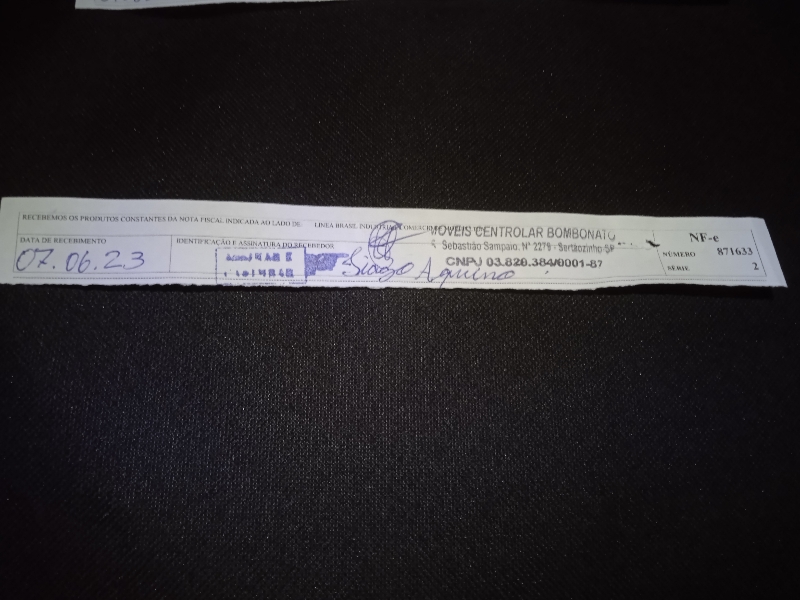 RECEBEMOS OS PRODUTOS CONSTANTES DA NOTA FISCAL INDICADA AO LADO DE LINEA BRASIL
MOVEIS CENTROLAR BOMBONATO
Sebastrão Sampaio, Nº 2279 - Sertãozinho-SP
CNPJ 03.820.384/0001-87
DATA DE RECEBIMENTO
07.06.23
IDENTIFICAÇÃO E ASSINATURA DO RECEBEDOR
Aquino
NF-e
NÚMERO 871633
SÉRIE 2